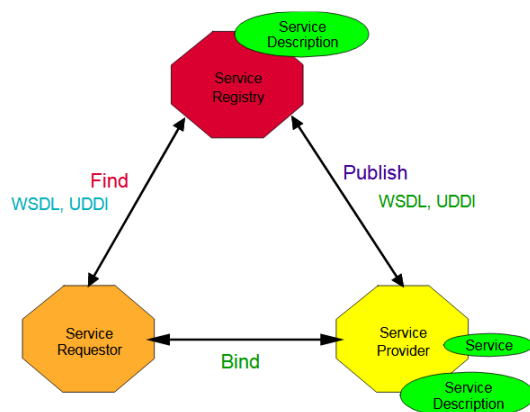 Service
Description
Service
Registry
Find
WSDL, UDDI
Publish
WSDL, UDDI
Service
Requestor
Bind
Service
Provider
Service
Service
Description